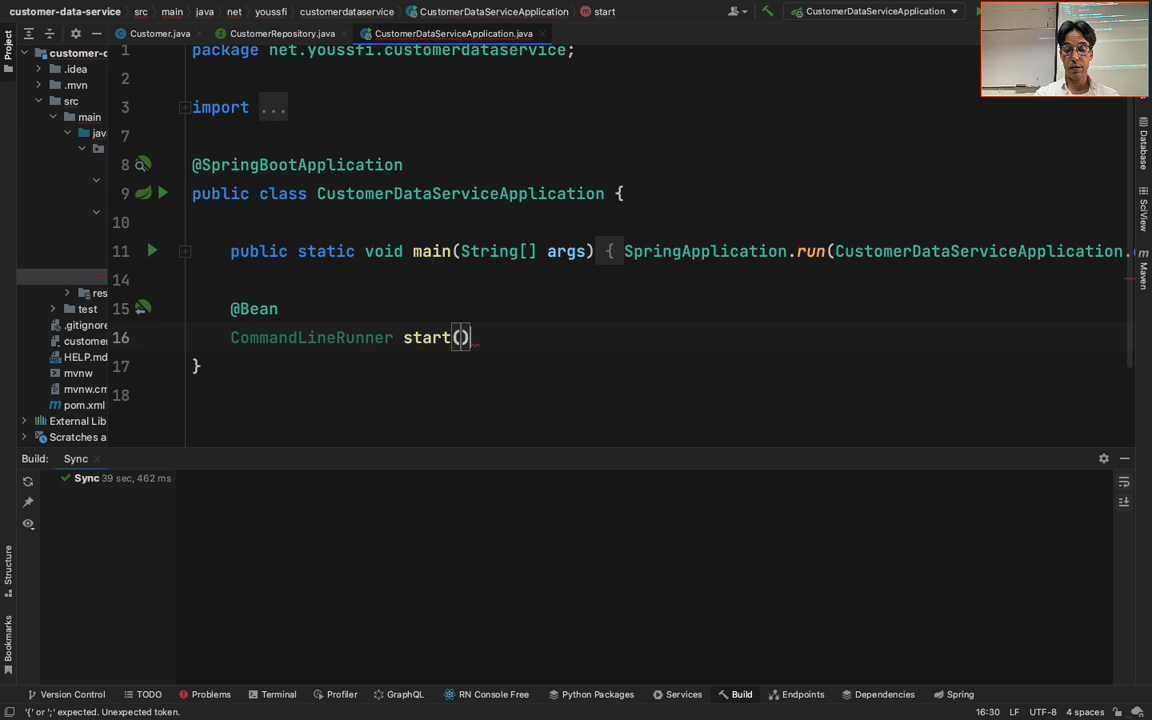 customer-data-service › src › main › java › net › youssfi › customerdataservice › CustomerDataServiceApplication › start
CustomerDataServiceApplication
Project
Customer.java
CustomerRepository.java
CustomerDataServiceApplication.java
customer-c
.idea
.mvn
src
main
java
res
test
.gitignore
custome
HELP.md
mvnw
mvnw.cm
pom.xml
External Lib
Scratches a
1 package net.youssfi.customerdataservice;
2
3 import ...
7
8 @SpringBootApplication
9 public class CustomerDataServiceApplication {
10
11 public static void main(String[] args) { SpringApplication.run(CustomerDataServiceApplication.
14
15 @Bean
16 CommandLineRunner start()
17 }
18
Database
SciView
Maven
Build: Sync
Sync 39 sec, 462 ms
Structure
Bookmarks
Version Control TODO Problems Terminal Profiler GraphQL RN Console Free Python Packages Services Build Endpoints Dependencies Spring
'{' or ';' expected. Unexpected token. 16:30 LF UTF-8 4 spaces